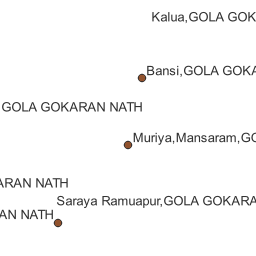 Kalua,GOLA GOK
Bansi,GOLA GOKA
GOLA GOKARAN NATH
Muriya,Mansaram,GO
ARAN NATH
Saraya Ramuapur,GOLA GOKARA
AN NATH